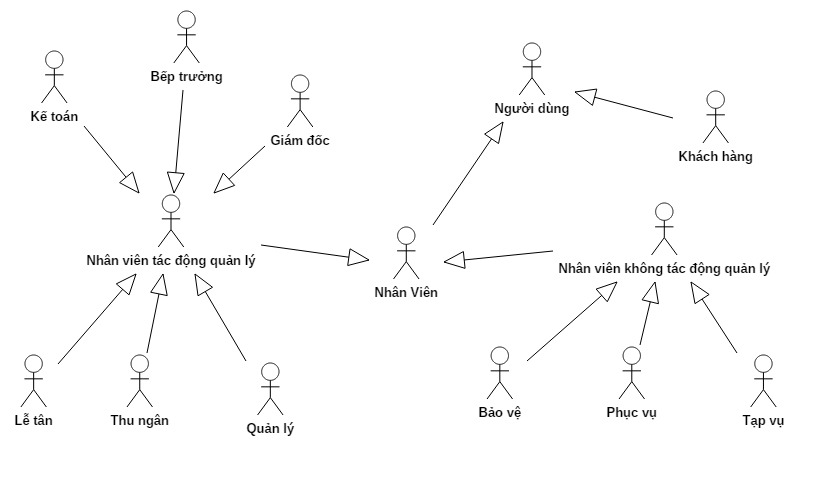 Bếp trưởng
Người dùng
Kế toán
Giám đốc
Khách hàng
Nhân viên tác động quản lý
Nhân viên không tác động quản lý
Nhân Viên
Bảo vệ
Phục vụ
Tạp vụ
Lễ tân
Thu ngân
Quản lý